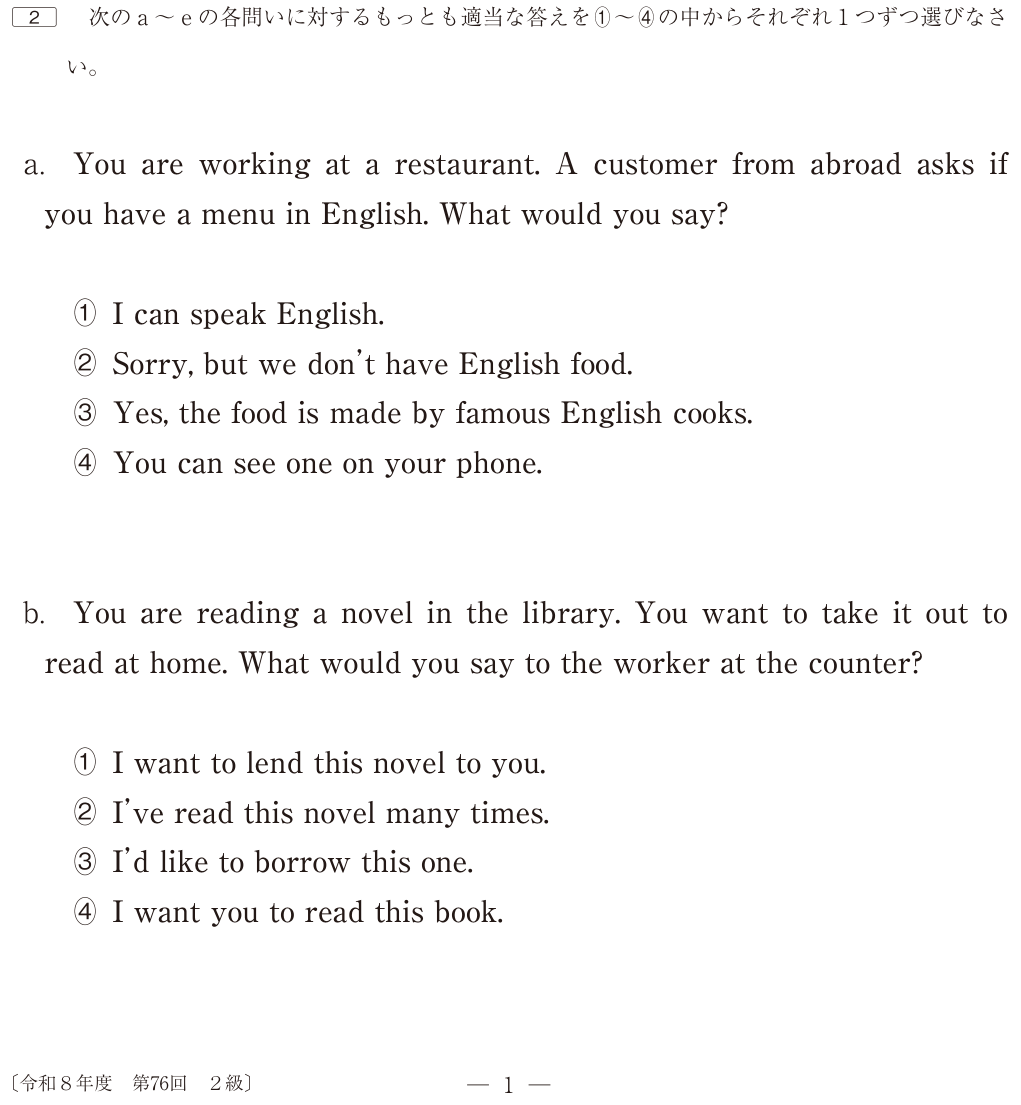 2 次のa～eの各問いに対するもっとも適当な答えを①～④の中からそれぞれ1つずつ選びなさ
い。
a. You are working at a restaurant. A customer from abroad asks if
you have a menu in English. What would you say?
① I can speak English.
② Sorry, but we don't have English food.
③ Yes, the food is made by famous English cooks.
④ You can see one on your phone.
b. You are reading a novel in the library. You want to take it out to
read at home. What would you say to the worker at the counter?
① I want to lend this novel to you.
② I've read this novel many times.
③ I'd like to borrow this one.
④ I want you to read this book.
〔令和８年度 第76回 ２級〕 ― 1 ―